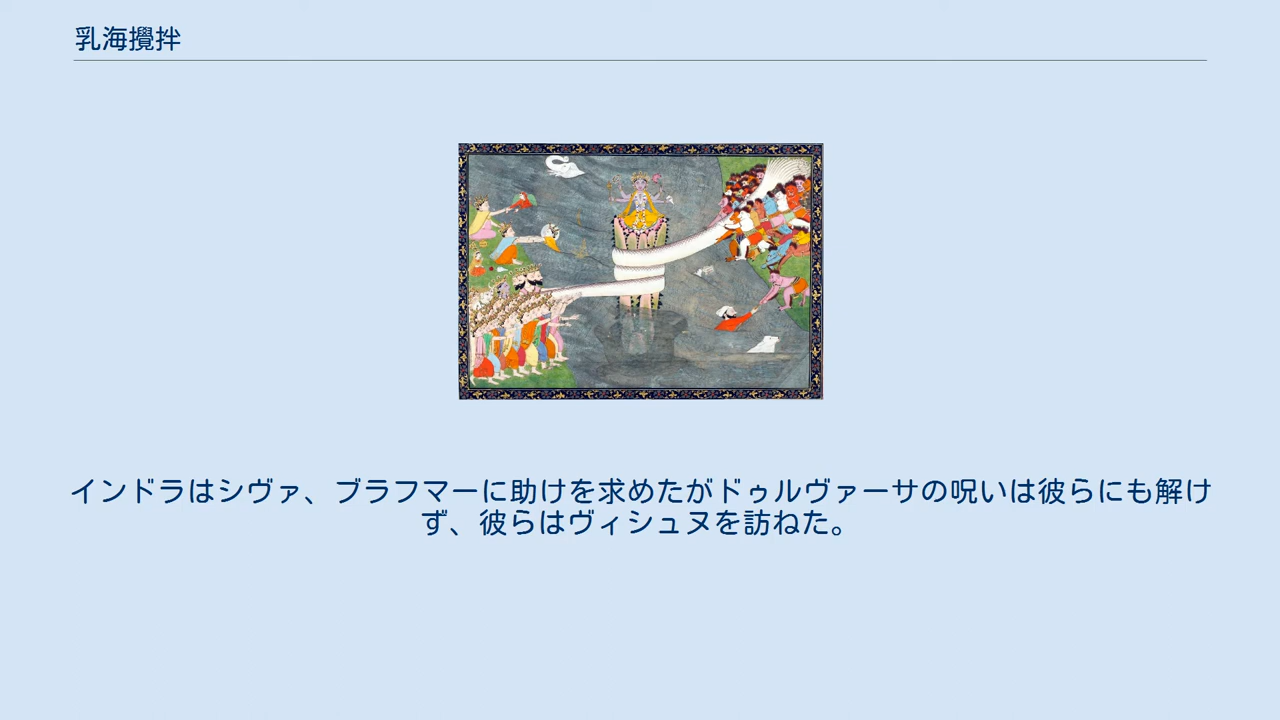 乳海攪拌
インドラはシヴァ、ブラフマーに助けを求めたがドゥルヴァーサの呪いは彼らにも解け
ず、彼らはヴィシュヌを訪ねた。